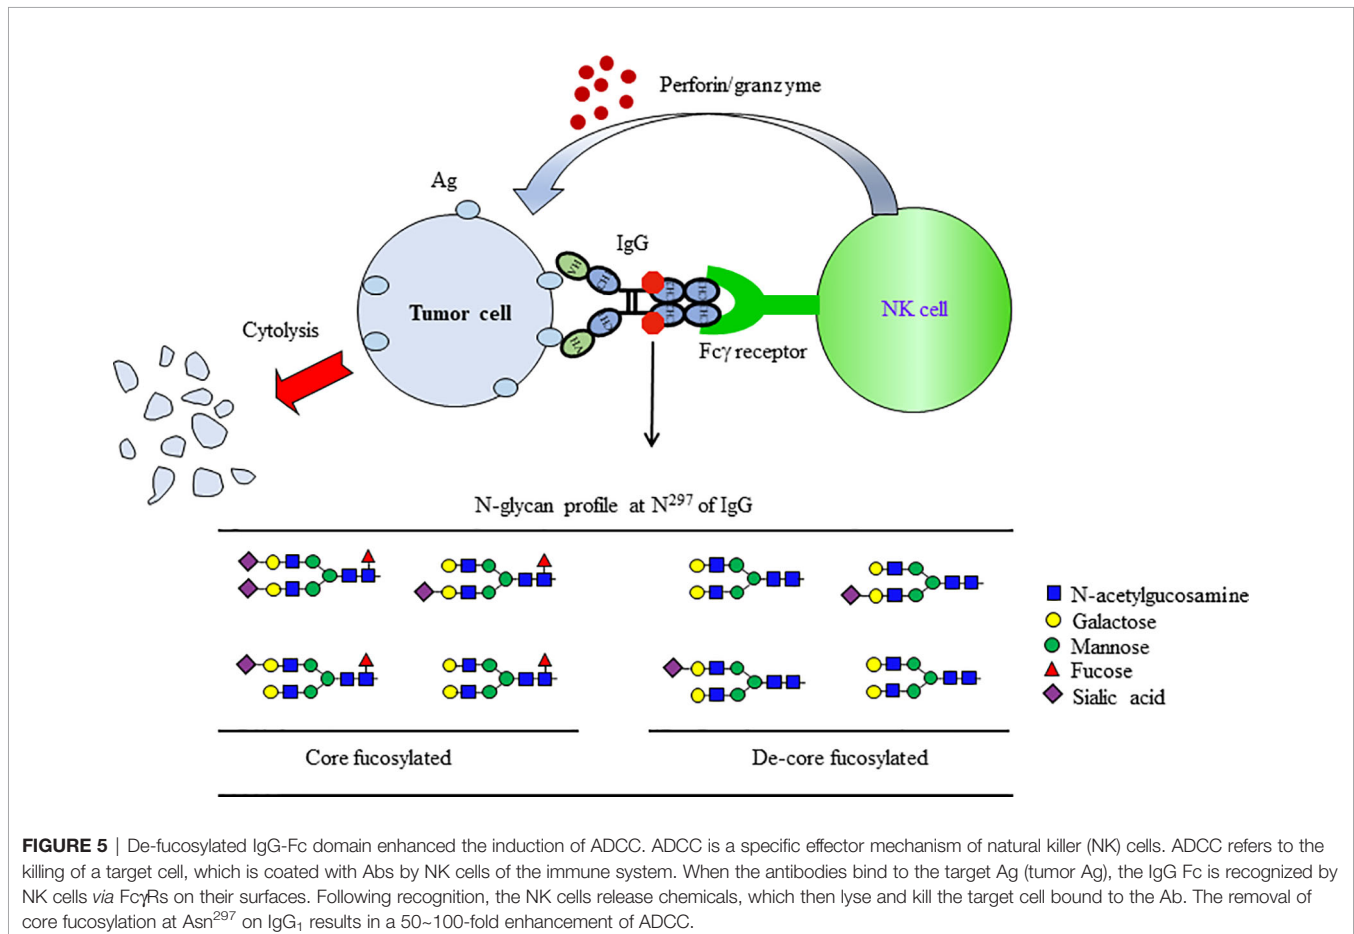 Perforin/granzyme
Ag
IgG
Tumor cell
NK cell
Cytolysis
Fcγ receptor
N-glycan profile at N²⁹⁷ of IgG
N-acetylgucosamine
Galactose
Mannose
Fucose
Sialic acid
Core fucosylated
De-core fucosylated
FIGURE 5 | De-fucosylated IgG-Fc domain enhanced the induction of ADCC. ADCC is a specific effector mechanism of natural killer (NK) cells. ADCC refers to the
killing of a target cell, which is coated with Abs by NK cells of the immune system. When the antibodies bind to the target Ag (tumor Ag), the IgG Fc is recognized by
NK cells via FcγRs on their surfaces. Following recognition, the NK cells release chemicals, which then lyse and kill the target cell bound to the Ab. The removal of
core fucosylation at Asn²⁹⁷ on IgG₁ results in a 50~100-fold enhancement of ADCC.